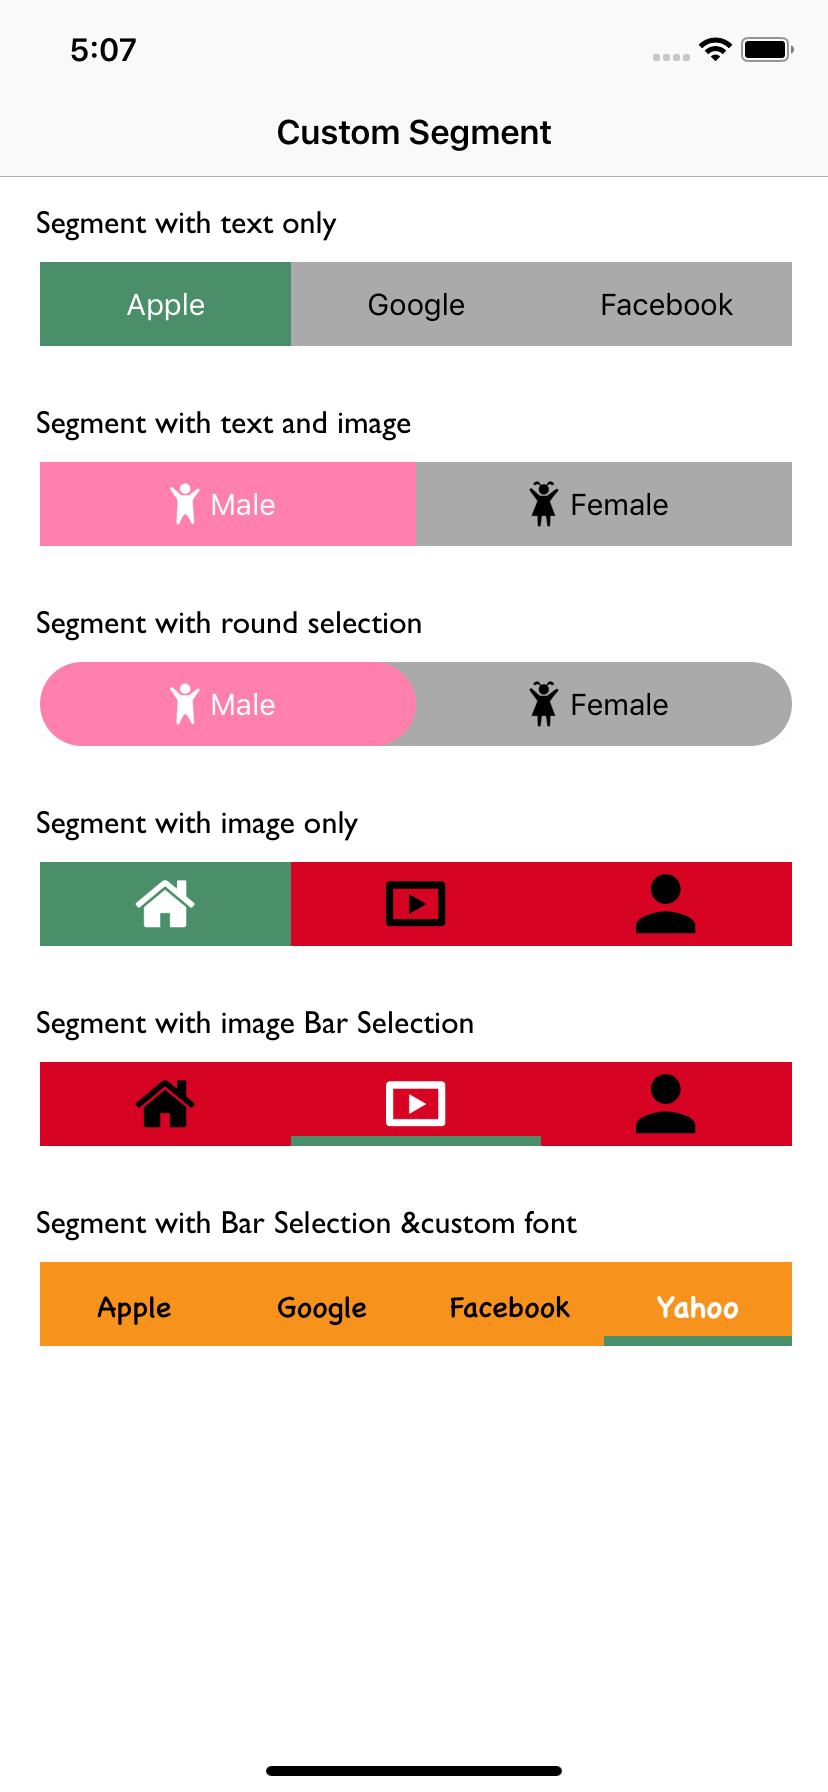 5:07
Custom Segment
Segment with text only
Apple Google Facebook
Segment with text and image
Male Female
Segment with round selection
Male Female
Segment with image only
Segment with image Bar Selection
Segment with Bar Selection &custom font
Apple Google Facebook Yahoo